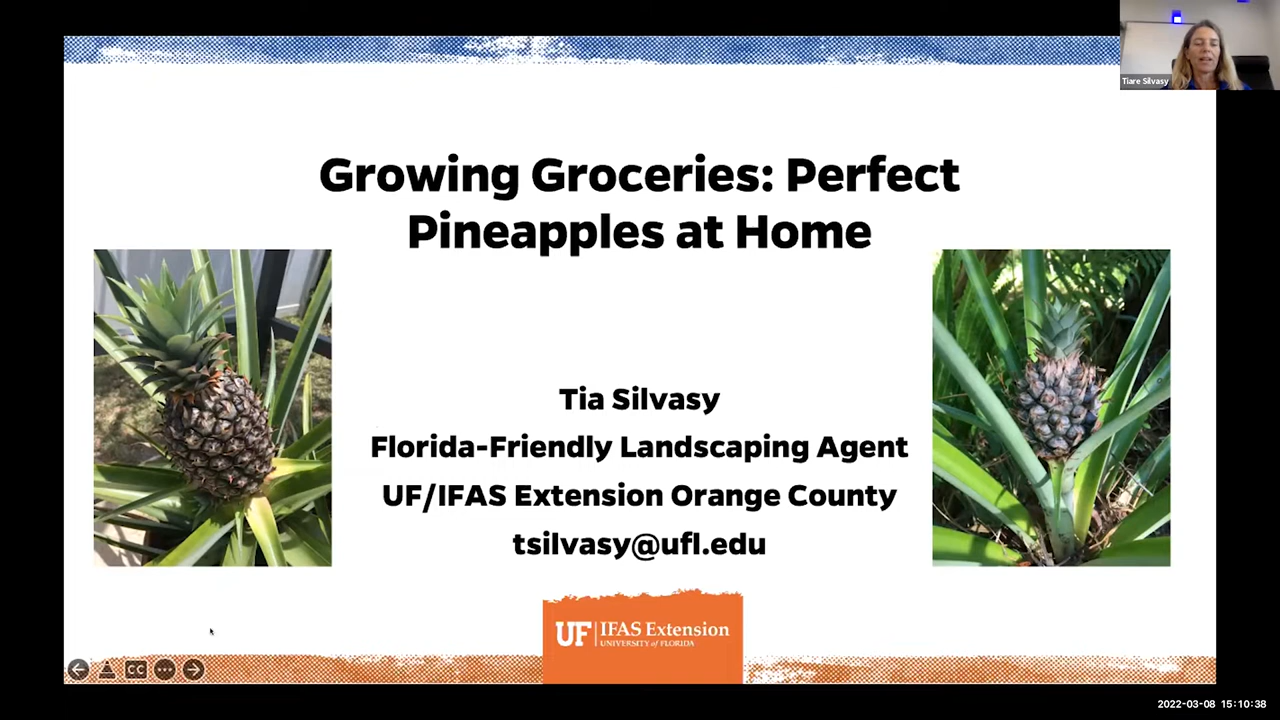 Tiare Silvasy
Growing Groceries: Perfect
Pineapples at Home
Tia Silvasy
Florida-Friendly Landscaping Agent
UF/IFAS Extension Orange County
tsilvasy@ufl.edu
UF IFAS Extension
UNIVERSITY of FLORIDA
CC
2022-03-08 15:10:38